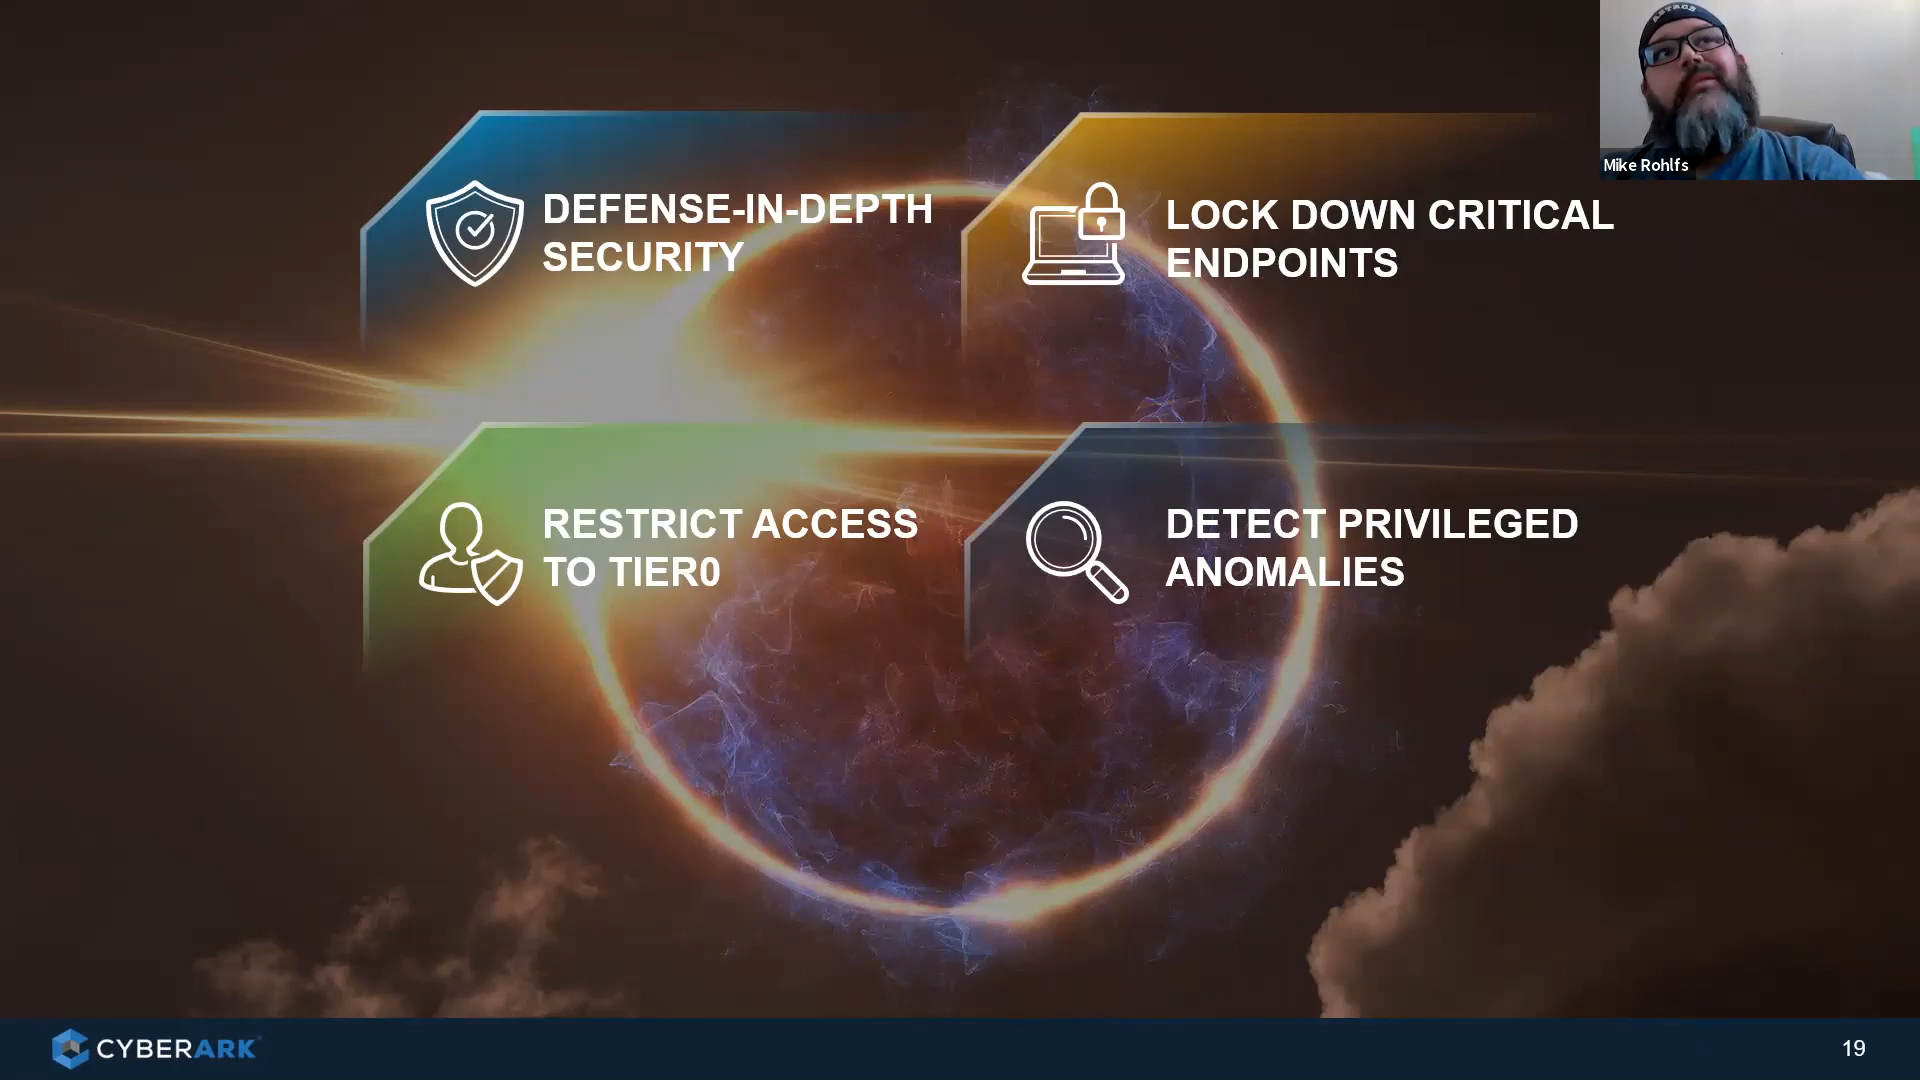 ASTROS
Mike Rohlfs
DEFENSE-IN-DEPTH
SECURITY
LOCK DOWN CRITICAL
ENDPOINTS
RESTRICT ACCESS
TO TIER0
DETECT PRIVILEGED
ANOMALIES
CYBERARK
19